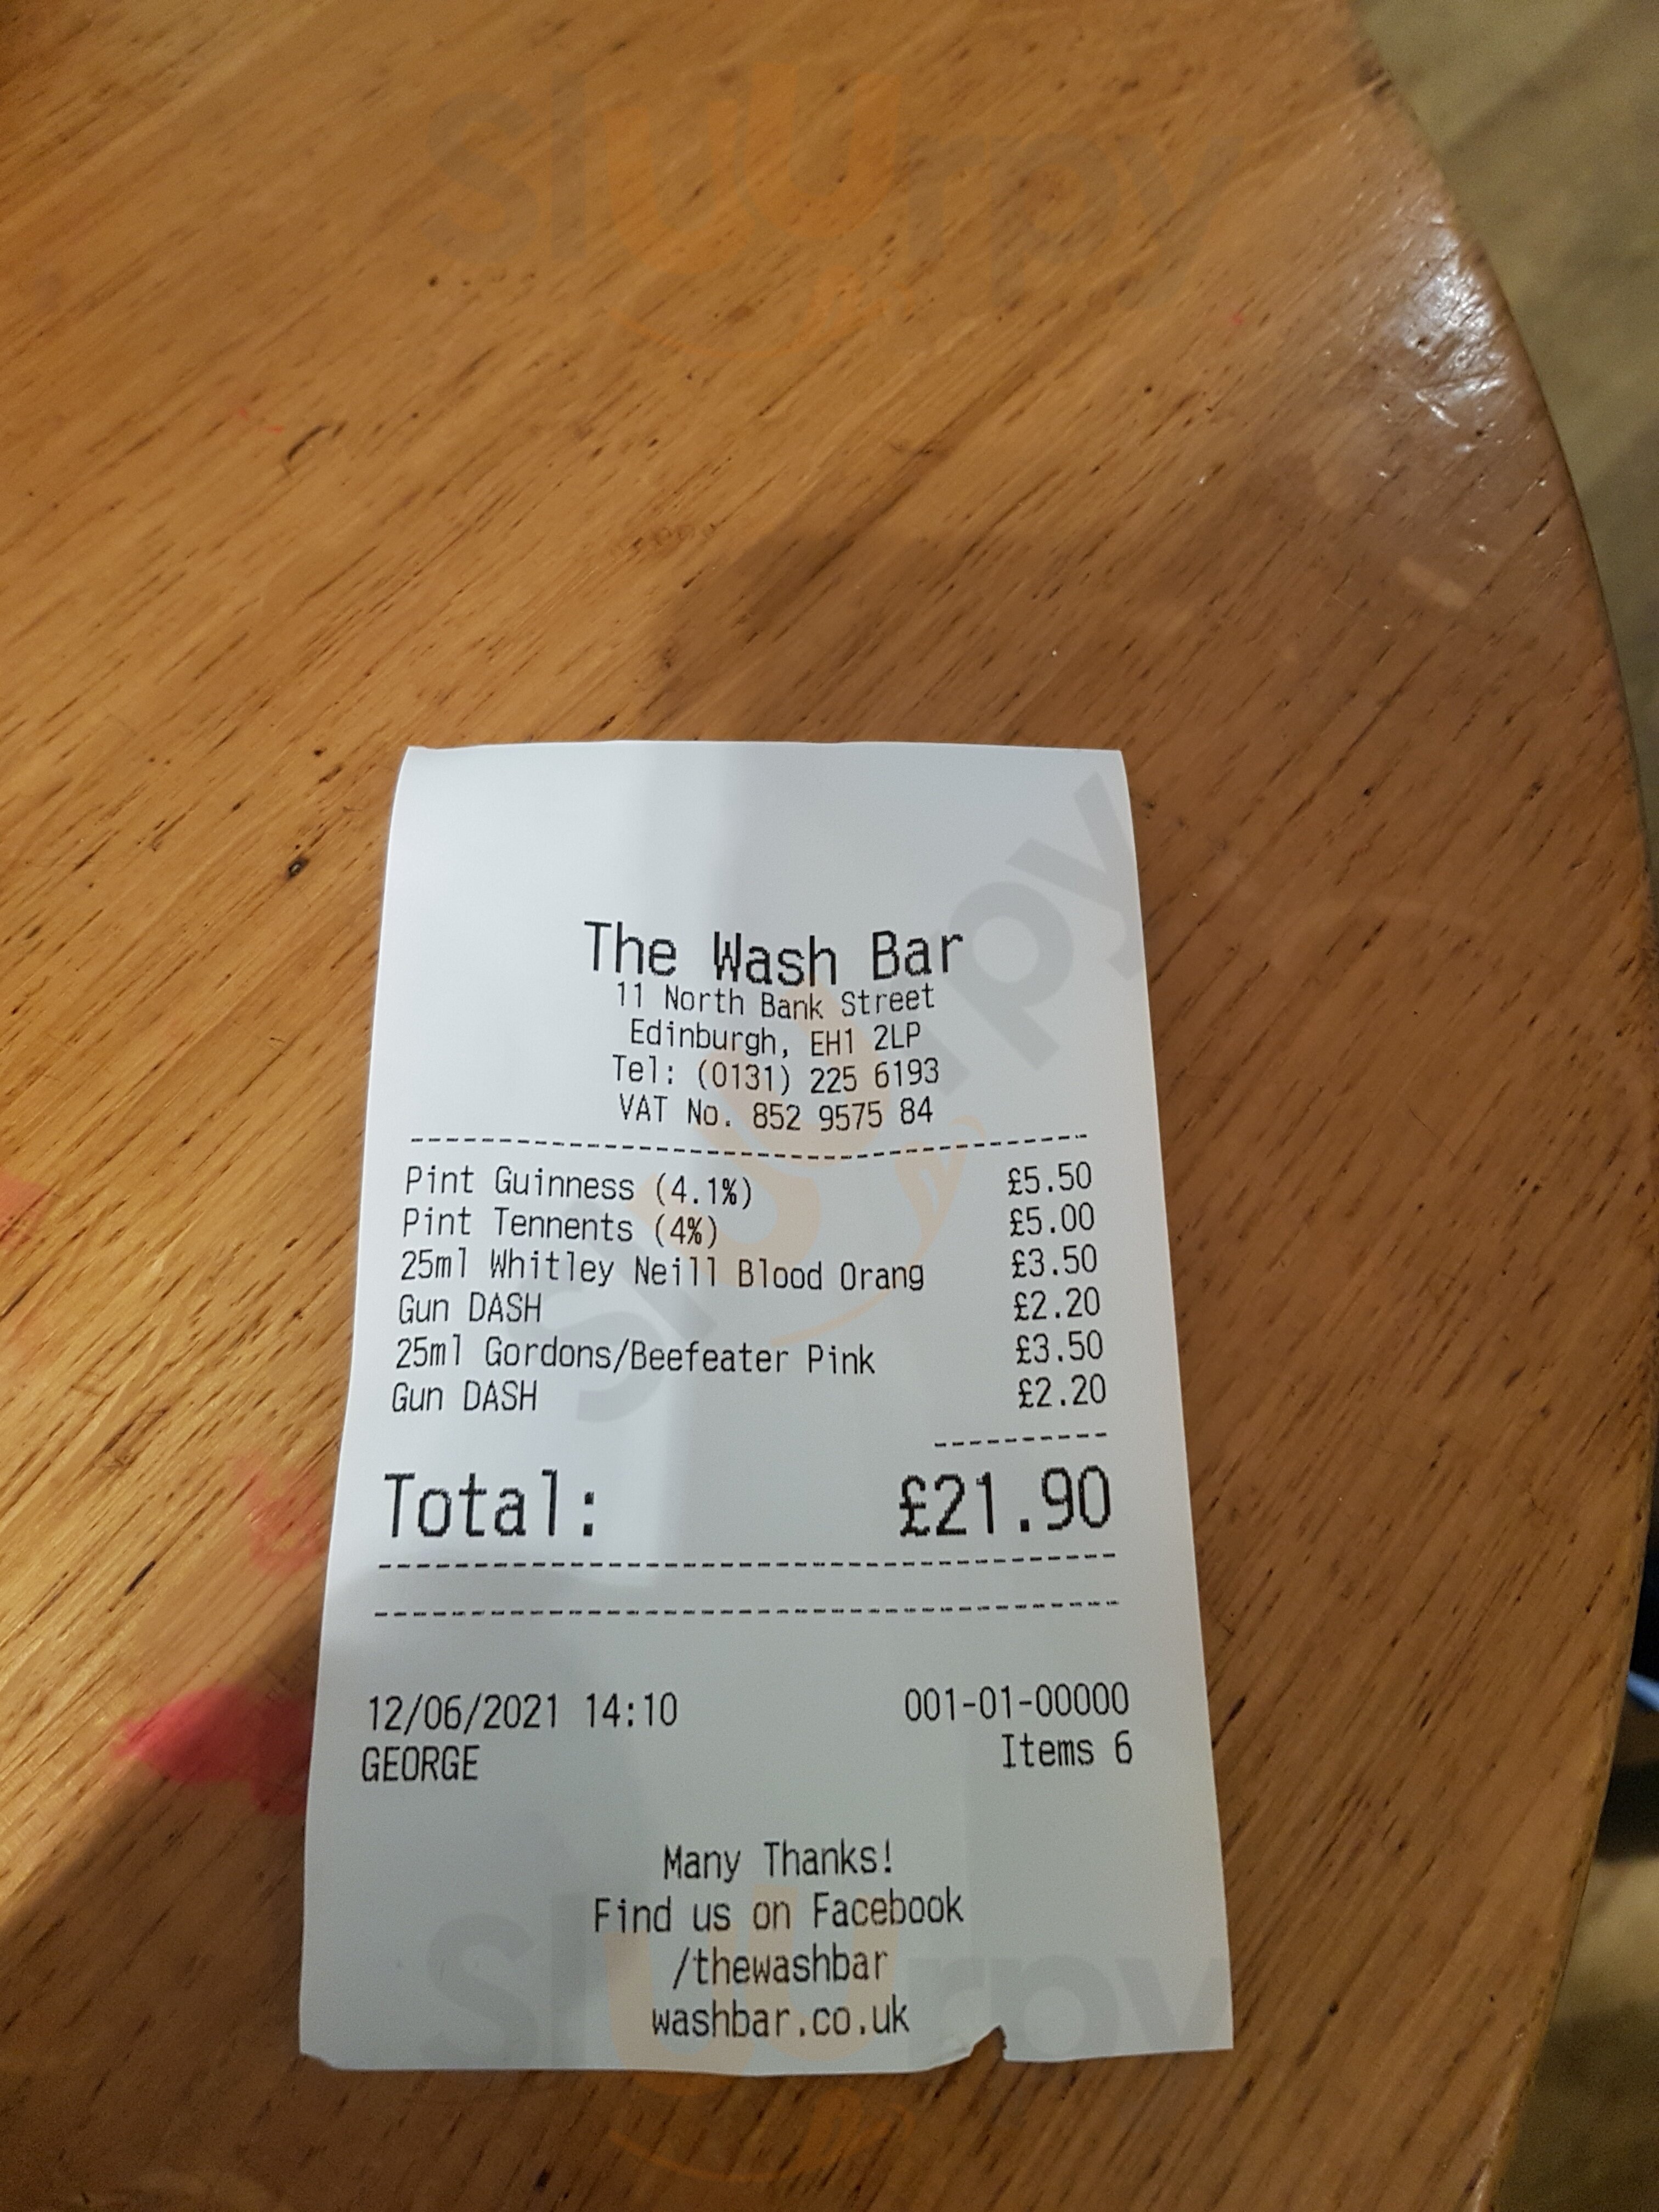 Sluurpy
The Wash Bar
11 North Bank Street
Edinburgh, EH1 2LP
Tel: (0131) 225 6193
VAT No. 852 9575 84
Pint Guinness (4.1%) £5.50
Pint Tennents (4%) £5.00
25ml Whitley Neill Blood Orang £3.50
Gun DASH £2.20
25ml Gordons/Beefeater Pink £3.50
Gun DASH £2.20
Total: £21.90
12/06/2021 14:10 001-01-00000
GEORGE Items 6
Many Thanks!
Find us on Facebook
/thewashbar
washbar.co.uk
Sluurpy
Sluurpy